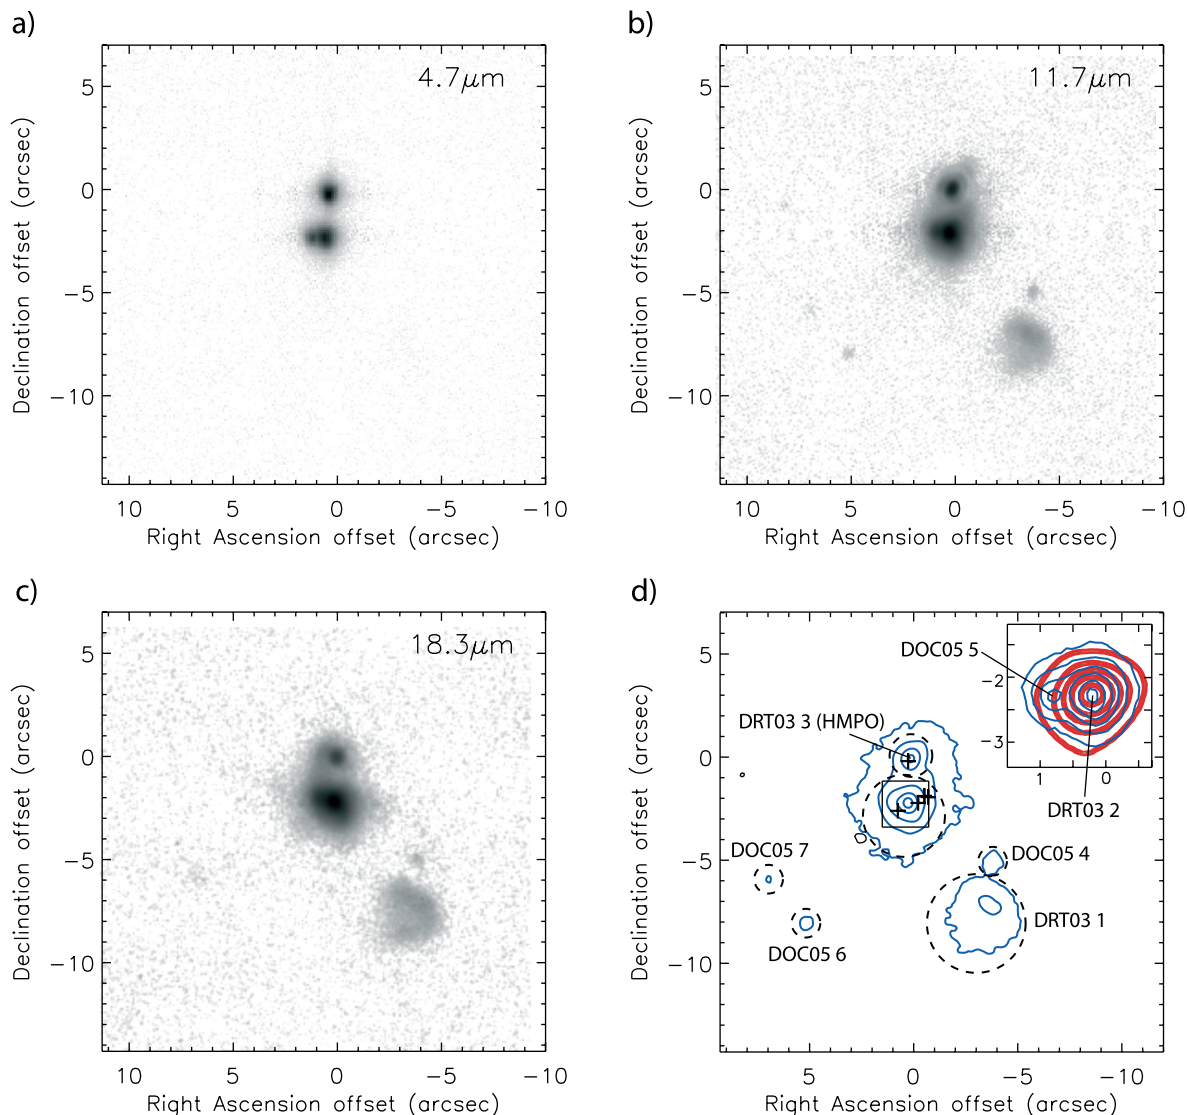 a)
4.7μm
5
0
−5
−10
Declination offset (arcsec)
10 5 0 −5 −10
Right Ascension offset (arcsec)
b)
11.7μm
5
0
−5
−10
Declination offset (arcsec)
10 5 0 −5 −10
Right Ascension offset (arcsec)
c)
18.3μm
5
0
−5
−10
Declination offset (arcsec)
10 5 0 −5 −10
Right Ascension offset (arcsec)
d)
DOC05 5
−2
−3
1 0
DRT03 3 (HMPO)
DRT03 2
DOC05 7
DOC05 4
DRT03 1
DOC05 6
5
0
−5
−10
Declination offset (arcsec)
5 0 −5 −10
Right Ascension offset (arcsec)